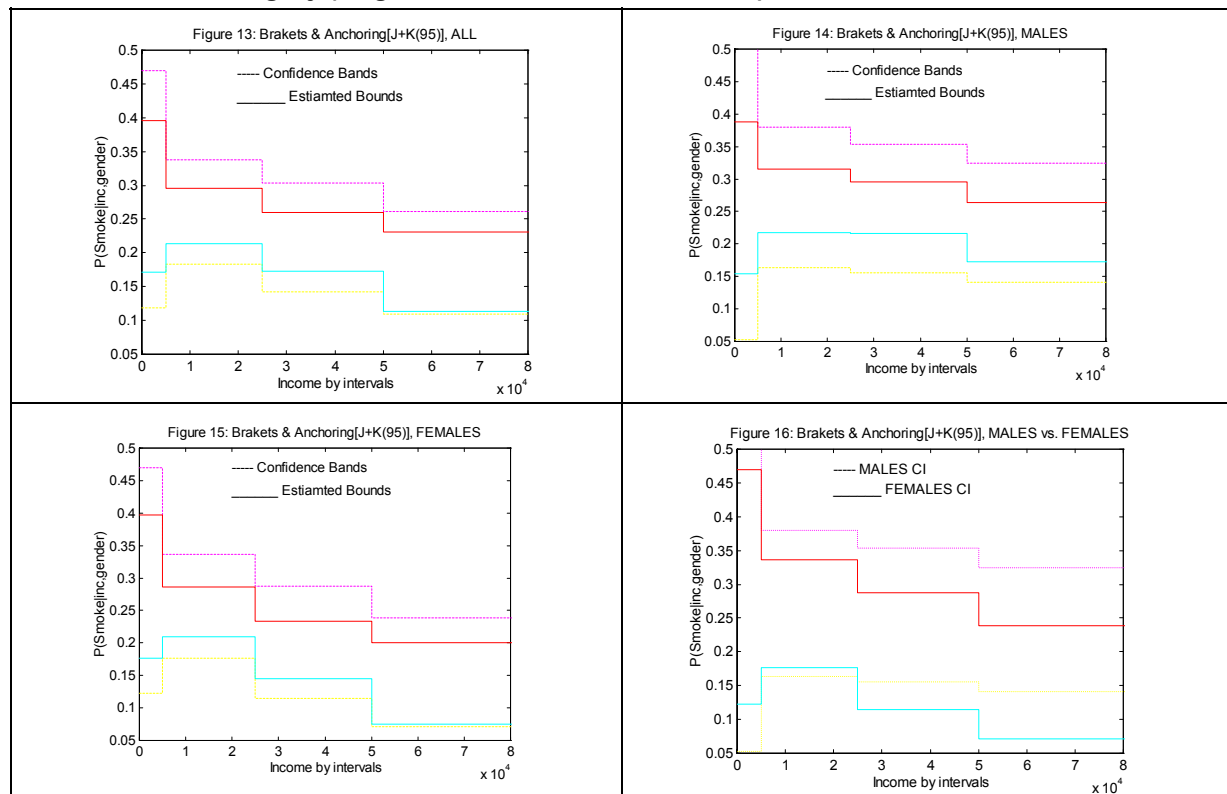 Figure 13: Brakets & Anchoring[J+K(95)], ALL
0.5
0.45
0.4
0.35
0.3
0.25
0.2
0.15
0.1
0.05
P(Smoke|inc,gender)
----- Confidence Bands
________ Estiamted Bounds
0 1 2 3 4 5 6 7 8
Income by intervals
x 10^4
Figure 14: Brakets & Anchoring[J+K(95)], MALES
0.5
0.45
0.4
0.35
0.3
0.25
0.2
0.15
0.1
0.05
P(Smoke|inc,gender)
----- Confidence Bands
________ Estiamted Bounds
0 1 2 3 4 5 6 7 8
Income by intervals
x 10^4
Figure 15: Brakets & Anchoring[J+K(95)], FEMALES
0.5
0.45
0.4
0.35
0.3
0.25
0.2
0.15
0.1
0.05
P(Smoke|inc,gender)
----- Confidence Bands
________ Estiamted Bounds
0 1 2 3 4 5 6 7 8
Income by intervals
x 10^4
Figure 16: Brakets & Anchoring[J+K(95)], MALES vs. FEMALES
0.5
0.45
0.4
0.35
0.3
0.25
0.2
0.15
0.1
0.05
P(Smoke|inc,gender)
----- MALES CI
________ FEMALES CI
0 1 2 3 4 5 6 7 8
Income by intervals
x 10^4